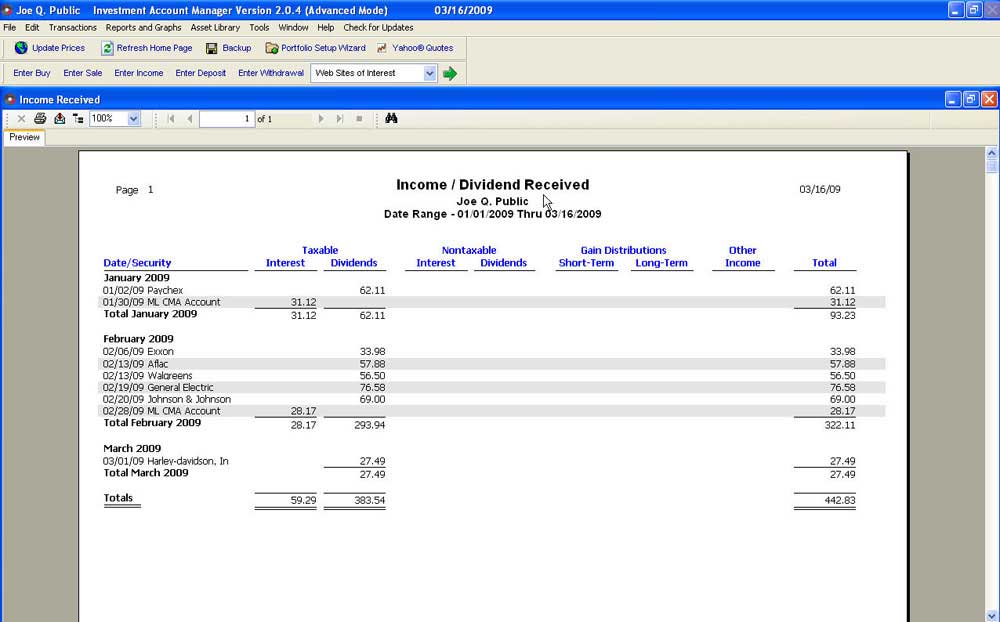 Joe Q. Public Investment Account Manager Version 2.0.4 (Advanced Mode) 03/16/2009
File Edit Transactions Reports and Graphs Asset Library Tools Window Help Check for Updates
Update Prices Refresh Home Page Backup Portfolio Setup Wizard Yahoo® Quotes
Enter Buy Enter Sale Enter Income Enter Deposit Enter Withdrawal Web Sites of Interest
Income Received
100% 1 of 1
Preview
Page 1 Income / Dividend Received 03/16/09
Joe Q. Public
Date Range - 01/01/2009 Thru 03/16/2009
Taxable Nontaxable Gain Distributions Other
Date/Security Interest Dividends Interest Dividends Short-Term Long-Term Income Total
January 2009
01/02/09 Paychex 62.11 62.11
01/30/09 ML CMA Account 31.12 31.12
Total January 2009 31.12 62.11 93.23
February 2009
02/06/09 Exxon 33.98 33.98
02/13/09 Aflac 57.88 57.88
02/13/09 Walgreens 56.50 56.50
02/19/09 General Electric 76.58 76.58
02/20/09 Johnson & Johnson 69.00 69.00
02/28/09 ML CMA Account 28.17 28.17
Total February 2009 28.17 293.94 322.11
March 2009
03/01/09 Harley-davidson, In 27.49 27.49
Total March 2009 27.49 27.49
Totals 59.29 383.54 442.83